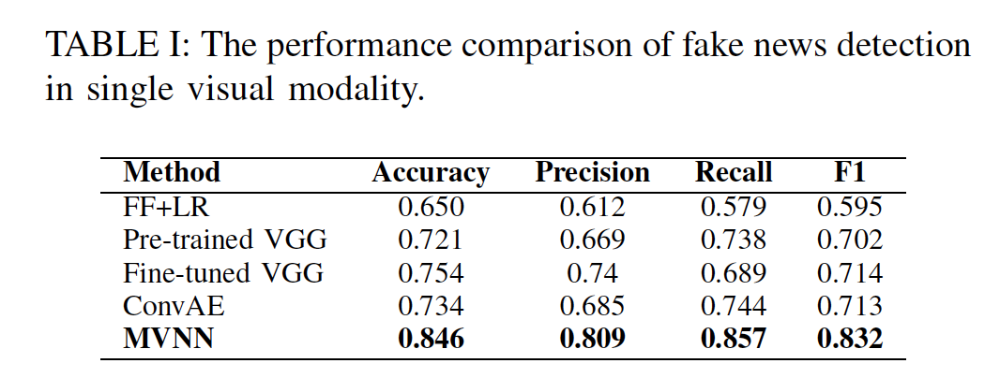 TABLE I: The performance comparison of fake news detection
in single visual modality.
Method Accuracy Precision Recall F1
FF+LR 0.650 0.612 0.579 0.595
Pre-trained VGG 0.721 0.669 0.738 0.702
Fine-tuned VGG 0.754 0.74 0.689 0.714
ConvAE 0.734 0.685 0.744 0.713
MVNN 0.846 0.809 0.857 0.832